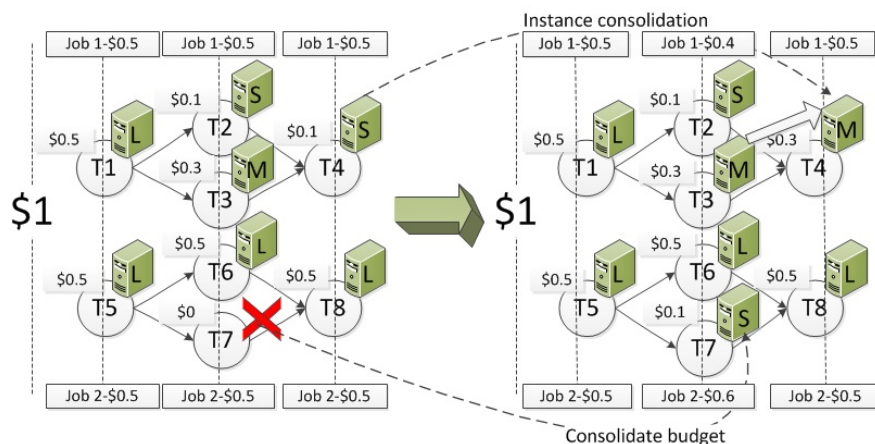 Instance consolidation
Job 1-$0.5 Job 1-$0.5 Job 1-$0.5
$0.1 S
$0.5 L T2 $0.1 S
T1 $0.3 M T4
T3
$1
$0.5 L
$0.5 L T6 $0.5 L
T5 $0 T8
T7
Job 2-$0.5 Job 2-$0.5 Job 2-$0.5
Job 1-$0.5 Job 1-$0.4 Job 1-$0.5
$0.1 S
$0.5 L T2 $0.3 M
T1 $0.3 M T4
T3
$1
$0.5 L
$0.5 L T6 $0.5 L
T5 $0.1 S T8
T7
Job 2-$0.5 Job 2-$0.6 Job 2-$0.5
Consolidate budget